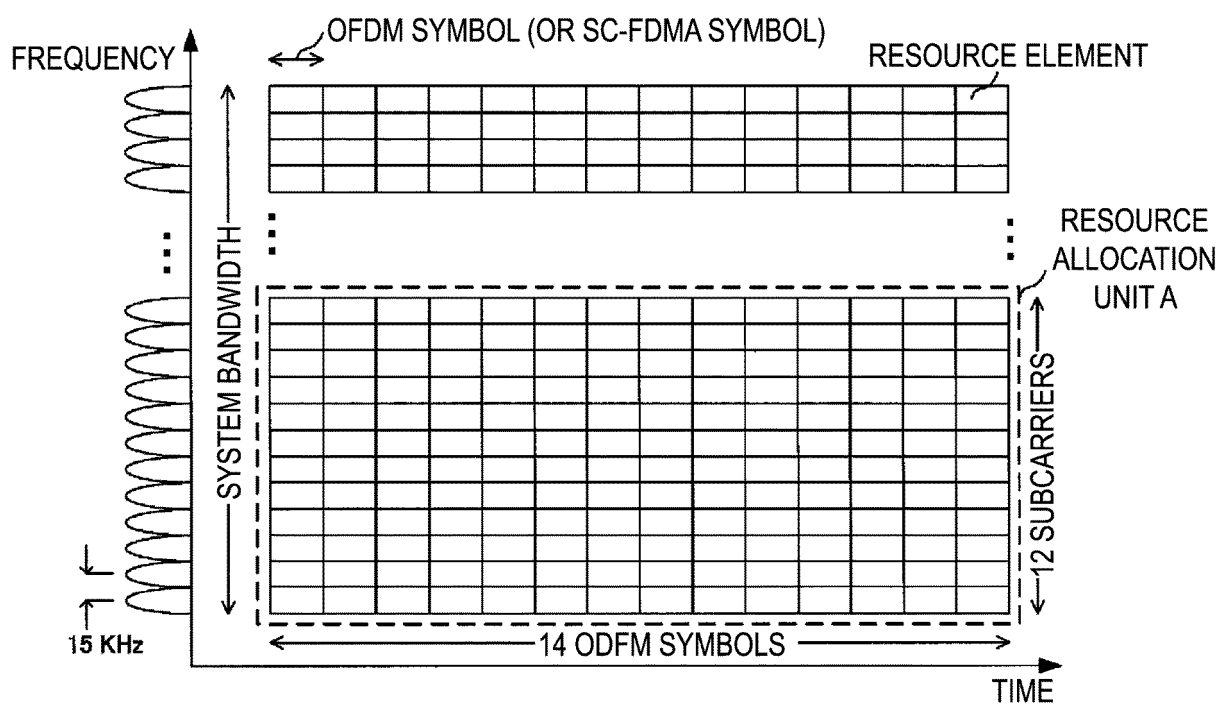 OFDM SYMBOL (OR SC-FDMA SYMBOL)
FREQUENCY
RESOURCE ELEMENT
RESOURCE
ALLOCATION
UNIT A
SYSTEM BANDWIDTH
12 SUBCARRIERS
15 KHz
14 ODFM SYMBOLS
TIME